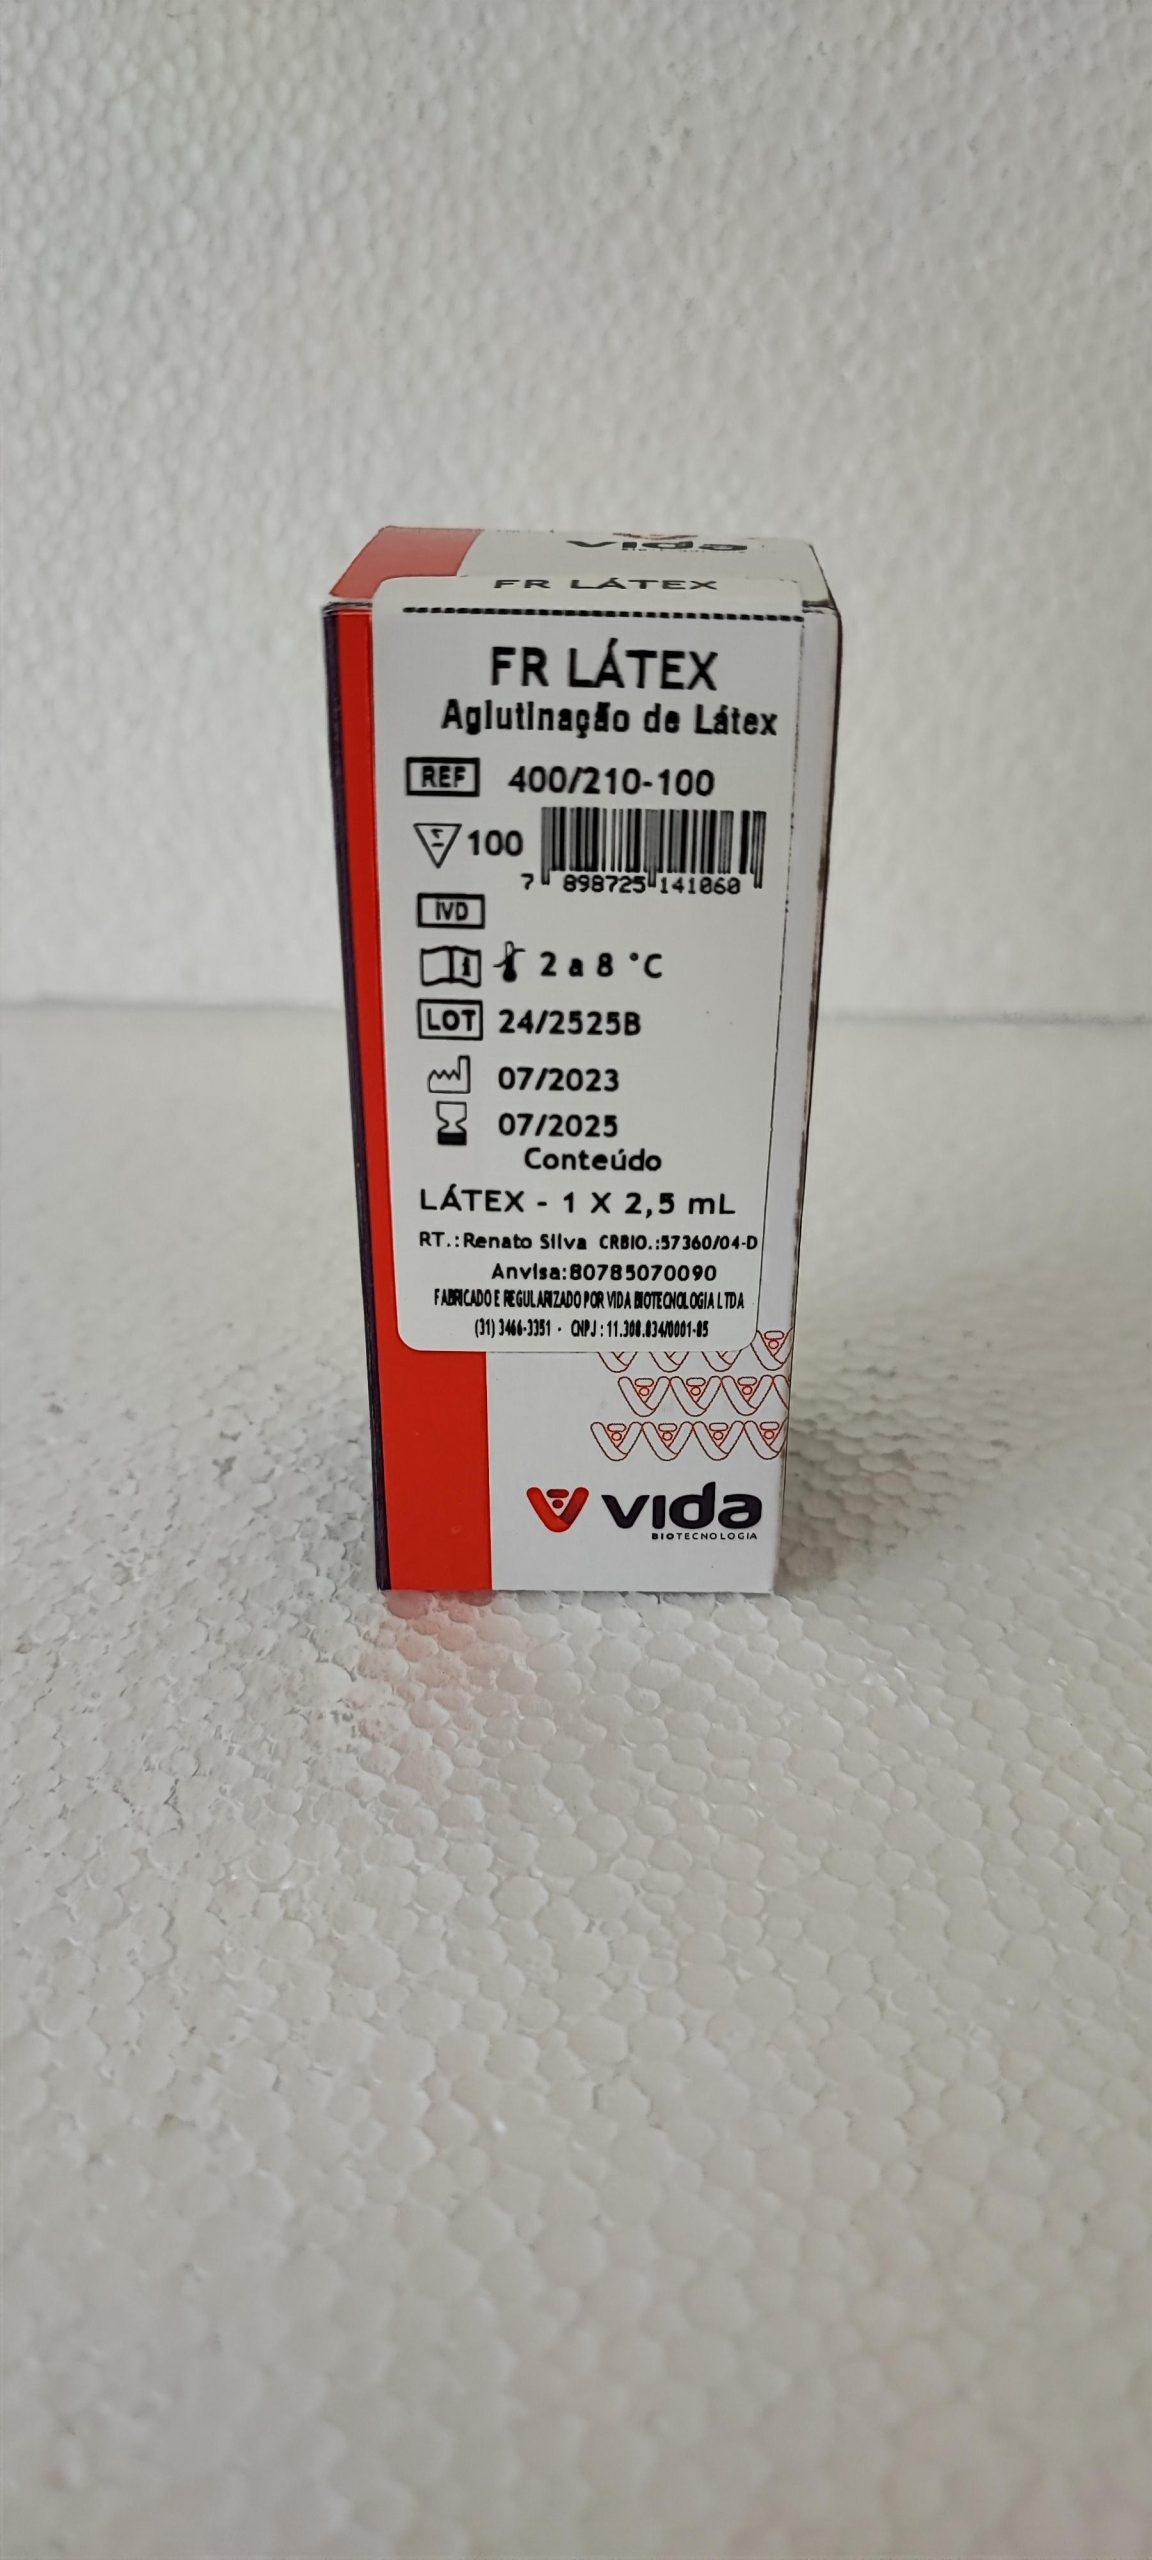 vida
FR LÁTEX
FR LÁTEX
Aglutinação de Látex
REF 400/210-100
100
7 898725 141060
IVD
2 a 8 °C
LOT 24/2525B
07/2023
07/2025
Conteúdo
LÁTEX - 1 X 2,5 mL
RT.:Renato Silva CRBIO.:57360/04-D
Anvisa:80785070090
FABRICADO E REGULARIZADO POR VIDA BIOTECNOLOGIA LTDA
(31) 3466-3351 - CNPJ : 11.308.834/0001-85
vida
BIOTECNOLOGIA